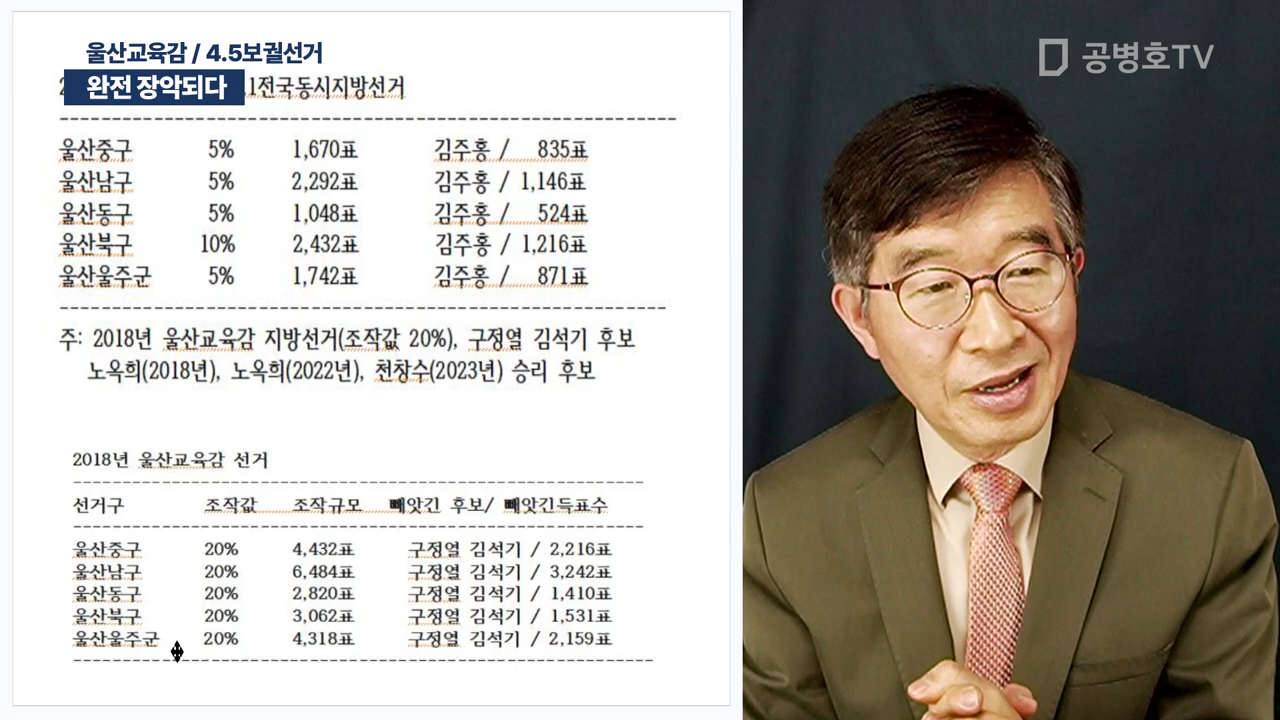 울산교육감 / 4.5보궐선거
완전 장악되다
공병호TV
1전국동시지방선거
울산중구 5% 1,670표 김주홍 / 835표
울산남구 5% 2,292표 김주홍 / 1,146표
울산동구 5% 1,048표 김주홍 / 524표
울산북구 10% 2,432표 김주홍 / 1,216표
울산울주군 5% 1,742표 김주홍 / 871표
주: 2018년 울산교육감 지방선거(조작값 20%), 구정열 김석기 후보
노옥희(2018년), 노옥희(2022년), 천창수(2023년) 승리 후보
2018년 울산교육감 선거
선거구 조작값 조작규모 빼앗긴 후보/ 빼앗긴득표수
울산중구 20% 4,432표 구정열 김석기 / 2,216표
울산남구 20% 6,484표 구정열 김석기 / 3,242표
울산동구 20% 2,820표 구정열 김석기 / 1,410표
울산북구 20% 3,062표 구정열 김석기 / 1,531표
울산울주군 20% 4,318표 구정열 김석기 / 2,159표